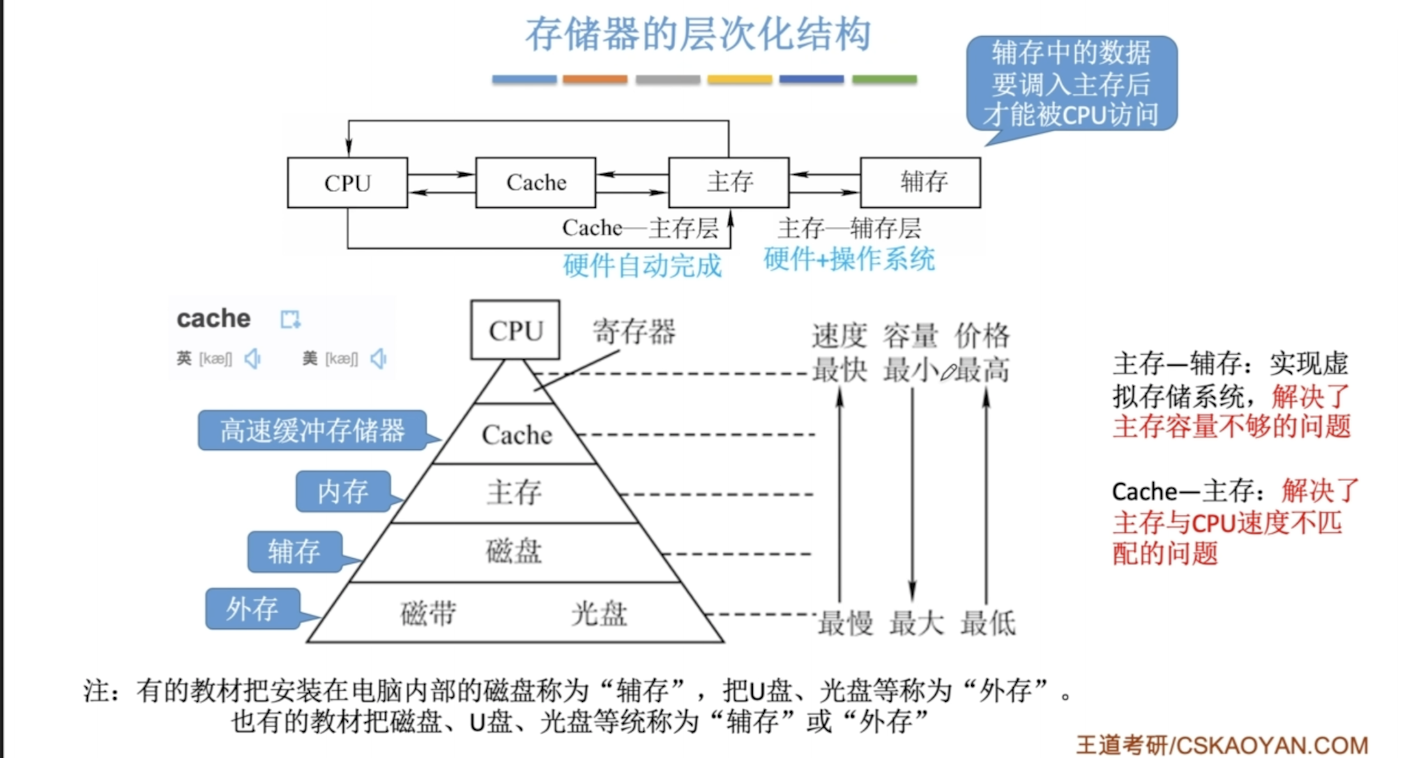 存储器的层次化结构
辅存中的数据
要调入主存后
才能被CPU访问
CPU
Cache
主存
辅存
Cache—主存层
主存—辅存层
硬件自动完成
硬件+操作系统
cache
英 [kæʃ] 美 [kæʃ]
CPU
寄存器
速度 容量 价格
最快 最小 最高
高速缓冲存储器
Cache
内存
主存
辅存
磁盘
外存
磁带 光盘
最慢 最大 最低
主存—辅存：实现虚
拟存储系统，解决了
主存容量不够的问题
Cache—主存：解决了
主存与CPU速度不匹
配的问题
注：有的教材把安装在电脑内部的磁盘称为“辅存”，把U盘、光盘等称为“外存”。
也有的教材把磁盘、U盘、光盘等统称为“辅存”或“外存”
王道考研/CSKAOYAN.COM